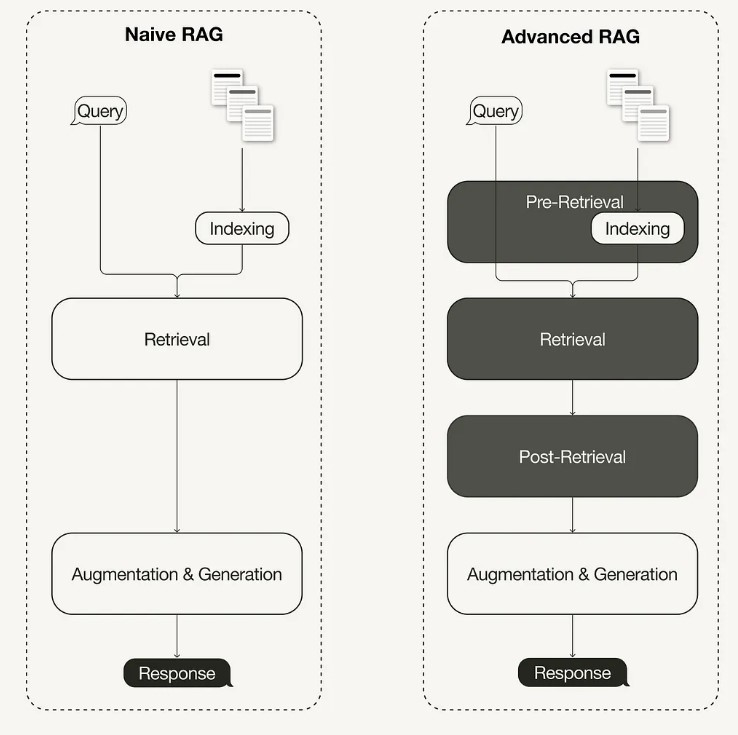 Naive RAG
Query
Indexing
Retrieval
Augmentation & Generation
Response
Advanced RAG
Query
Pre-Retrieval
Indexing
Retrieval
Post-Retrieval
Augmentation & Generation
Response